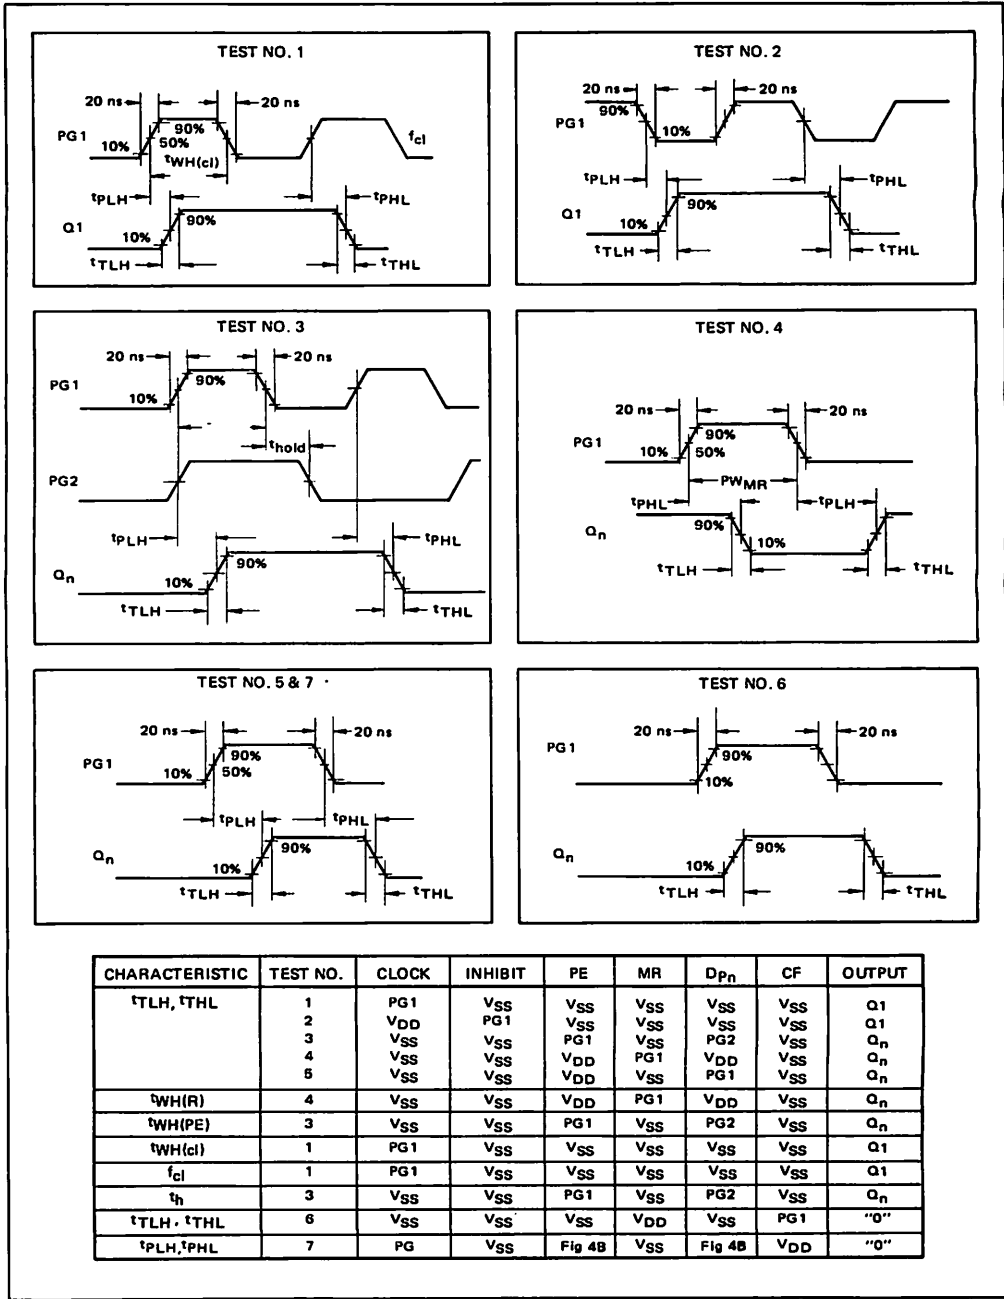 TEST NO. 1
20 ns
20 ns
PG1
90%
10%
50%
fcl
tWH(cl)
tPLH
tPHL
Q1
90%
10%
tTLH
tTHL
TEST NO. 2
20 ns
20 ns
90%
PG1
10%
tPLH
tPHL
Q1
90%
10%
tTLH
tTHL
TEST NO. 3
20 ns
20 ns
PG1
90%
10%
thold
PG2
tPLH
tPHL
90%
Qn
10%
tTLH
tTHL
TEST NO. 4
20 ns
20 ns
PG1
90%
10%
50%
PWMR
tPHL
tPLH
90%
Qn
10%
tTLH
tTHL
TEST NO. 5 & 7
20 ns
20 ns
90%
PG1
10%
50%
tPLH
tPHL
Qn
90%
10%
tTLH
tTHL
TEST NO. 6
20 ns
20 ns
PG1
90%
10%
Qn
90%
10%
tTLH
tTHL
CHARACTERISTIC TEST NO. CLOCK INHIBIT PE MR DPn CF OUTPUT
tTLH, tTHL 1 PG1 VSS VSS VSS VSS VSS Q1
2 VDD PG1 VSS VSS VSS VSS Q1
3 VSS VSS PG1 VSS PG2 VSS Qn
4 VSS VSS VDD PG1 VDD VSS Qn
5 VSS VSS VDD VSS PG1 VSS Qn
tWH(R) 4 VSS VSS VDD PG1 VDD VSS Qn
tWH(PE) 3 VSS VSS PG1 VSS PG2 VSS Qn
tWH(cl) 1 PG1 VSS VSS VSS VSS VSS Q1
fcl 1 PG1 VSS VSS VSS VSS VSS Q1
th 3 VSS VSS PG1 VSS PG2 VSS Qn
tTLH, tTHL 6 VSS VSS VSS VDD VSS PG1 "0"
tPLH,tPHL 7 PG VSS Fig 4B VSS Fig 4B VDD "0"